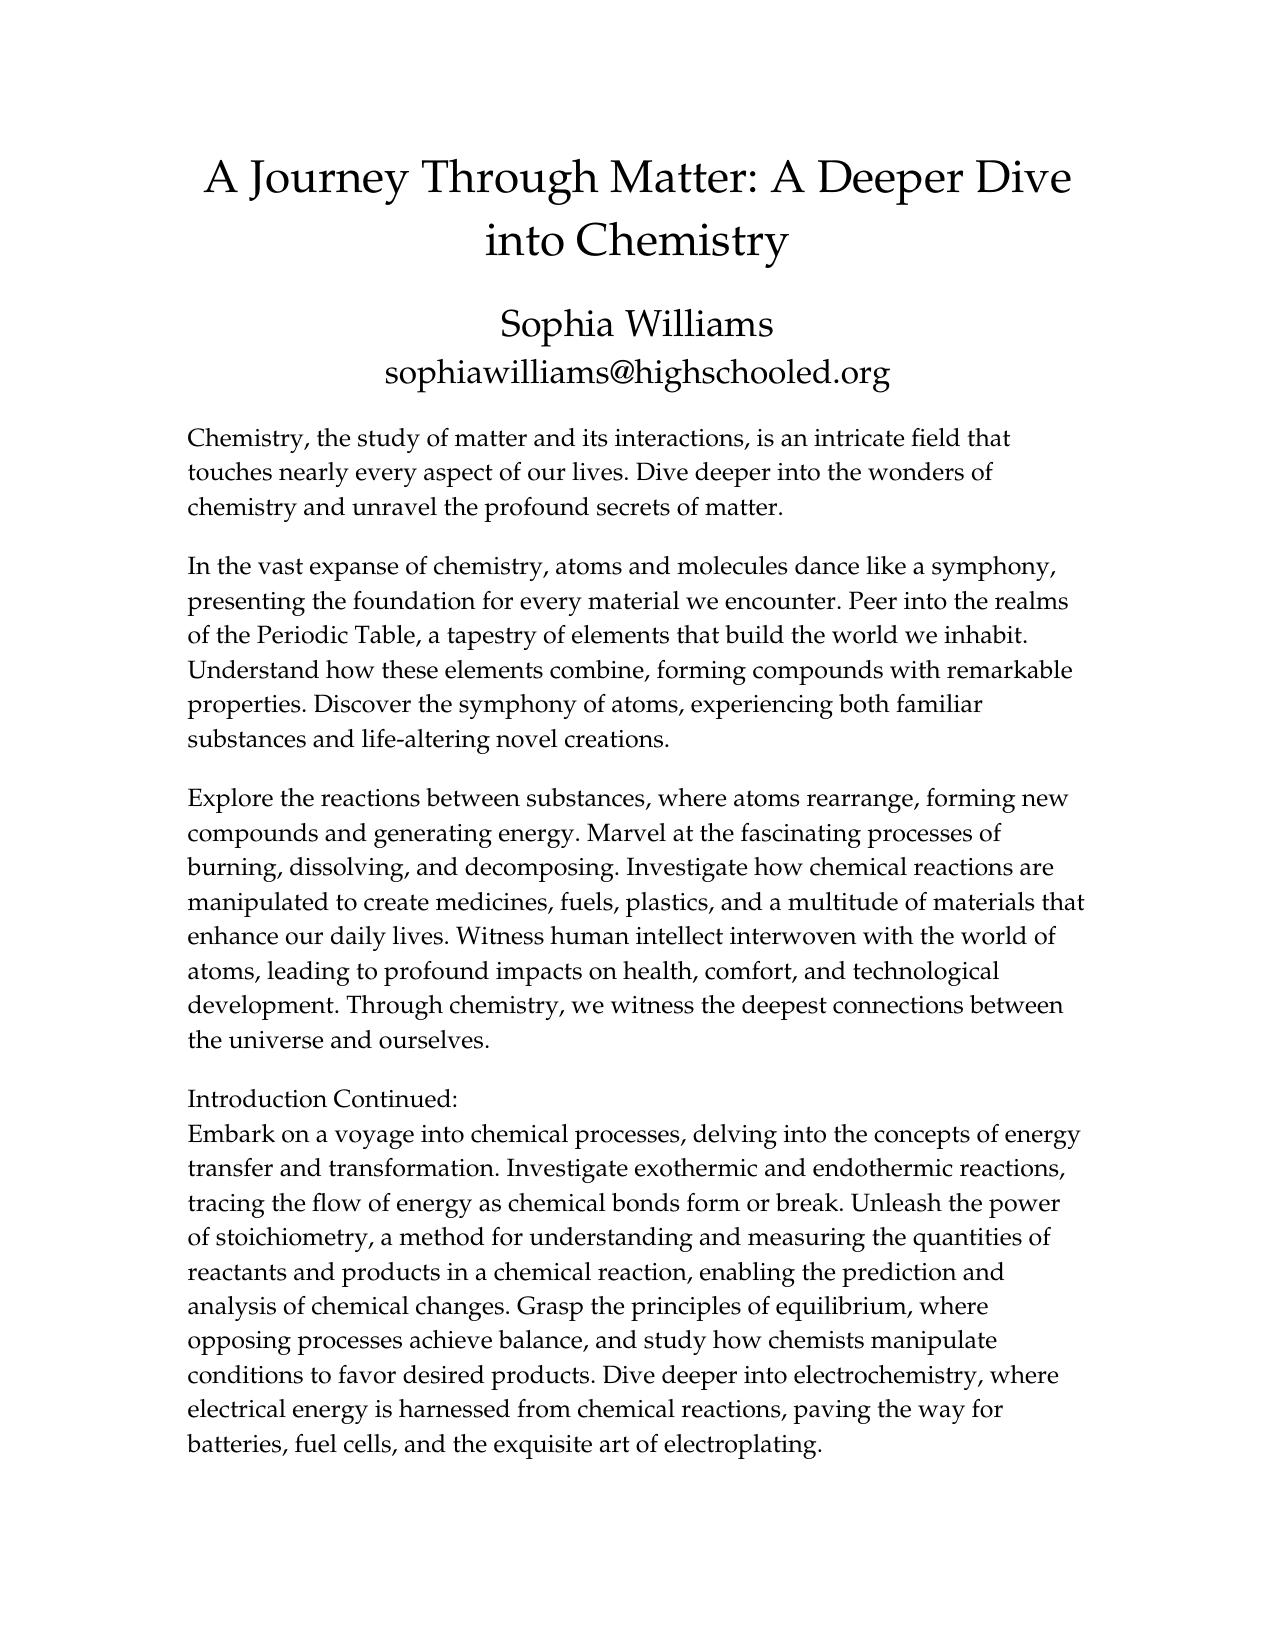 A Journey Through Matter: A Deeper Dive
into Chemistry
Sophia Williams
sophiawilliams@highschooled.org
Chemistry, the study of matter and its interactions, is an intricate field that
touches nearly every aspect of our lives. Dive deeper into the wonders of
chemistry and unravel the profound secrets of matter.
In the vast expanse of chemistry, atoms and molecules dance like a symphony,
presenting the foundation for every material we encounter. Peer into the realms
of the Periodic Table, a tapestry of elements that build the world we inhabit.
Understand how these elements combine, forming compounds with remarkable
properties. Discover the symphony of atoms, experiencing both familiar
substances and life-altering novel creations.
Explore the reactions between substances, where atoms rearrange, forming new
compounds and generating energy. Marvel at the fascinating processes of
burning, dissolving, and decomposing. Investigate how chemical reactions are
manipulated to create medicines, fuels, plastics, and a multitude of materials that
enhance our daily lives. Witness human intellect interwoven with the world of
atoms, leading to profound impacts on health, comfort, and technological
development. Through chemistry, we witness the deepest connections between
the universe and ourselves.
Introduction Continued:
Embark on a voyage into chemical processes, delving into the concepts of energy
transfer and transformation. Investigate exothermic and endothermic reactions,
tracing the flow of energy as chemical bonds form or break. Unleash the power
of stoichiometry, a method for understanding and measuring the quantities of
reactants and products in a chemical reaction, enabling the prediction and
analysis of chemical changes. Grasp the principles of equilibrium, where
opposing processes achieve balance, and study how chemists manipulate
conditions to favor desired products. Dive deeper into electrochemistry, where
electrical energy is harnessed from chemical reactions, paving the way for
batteries, fuel cells, and the exquisite art of electroplating.